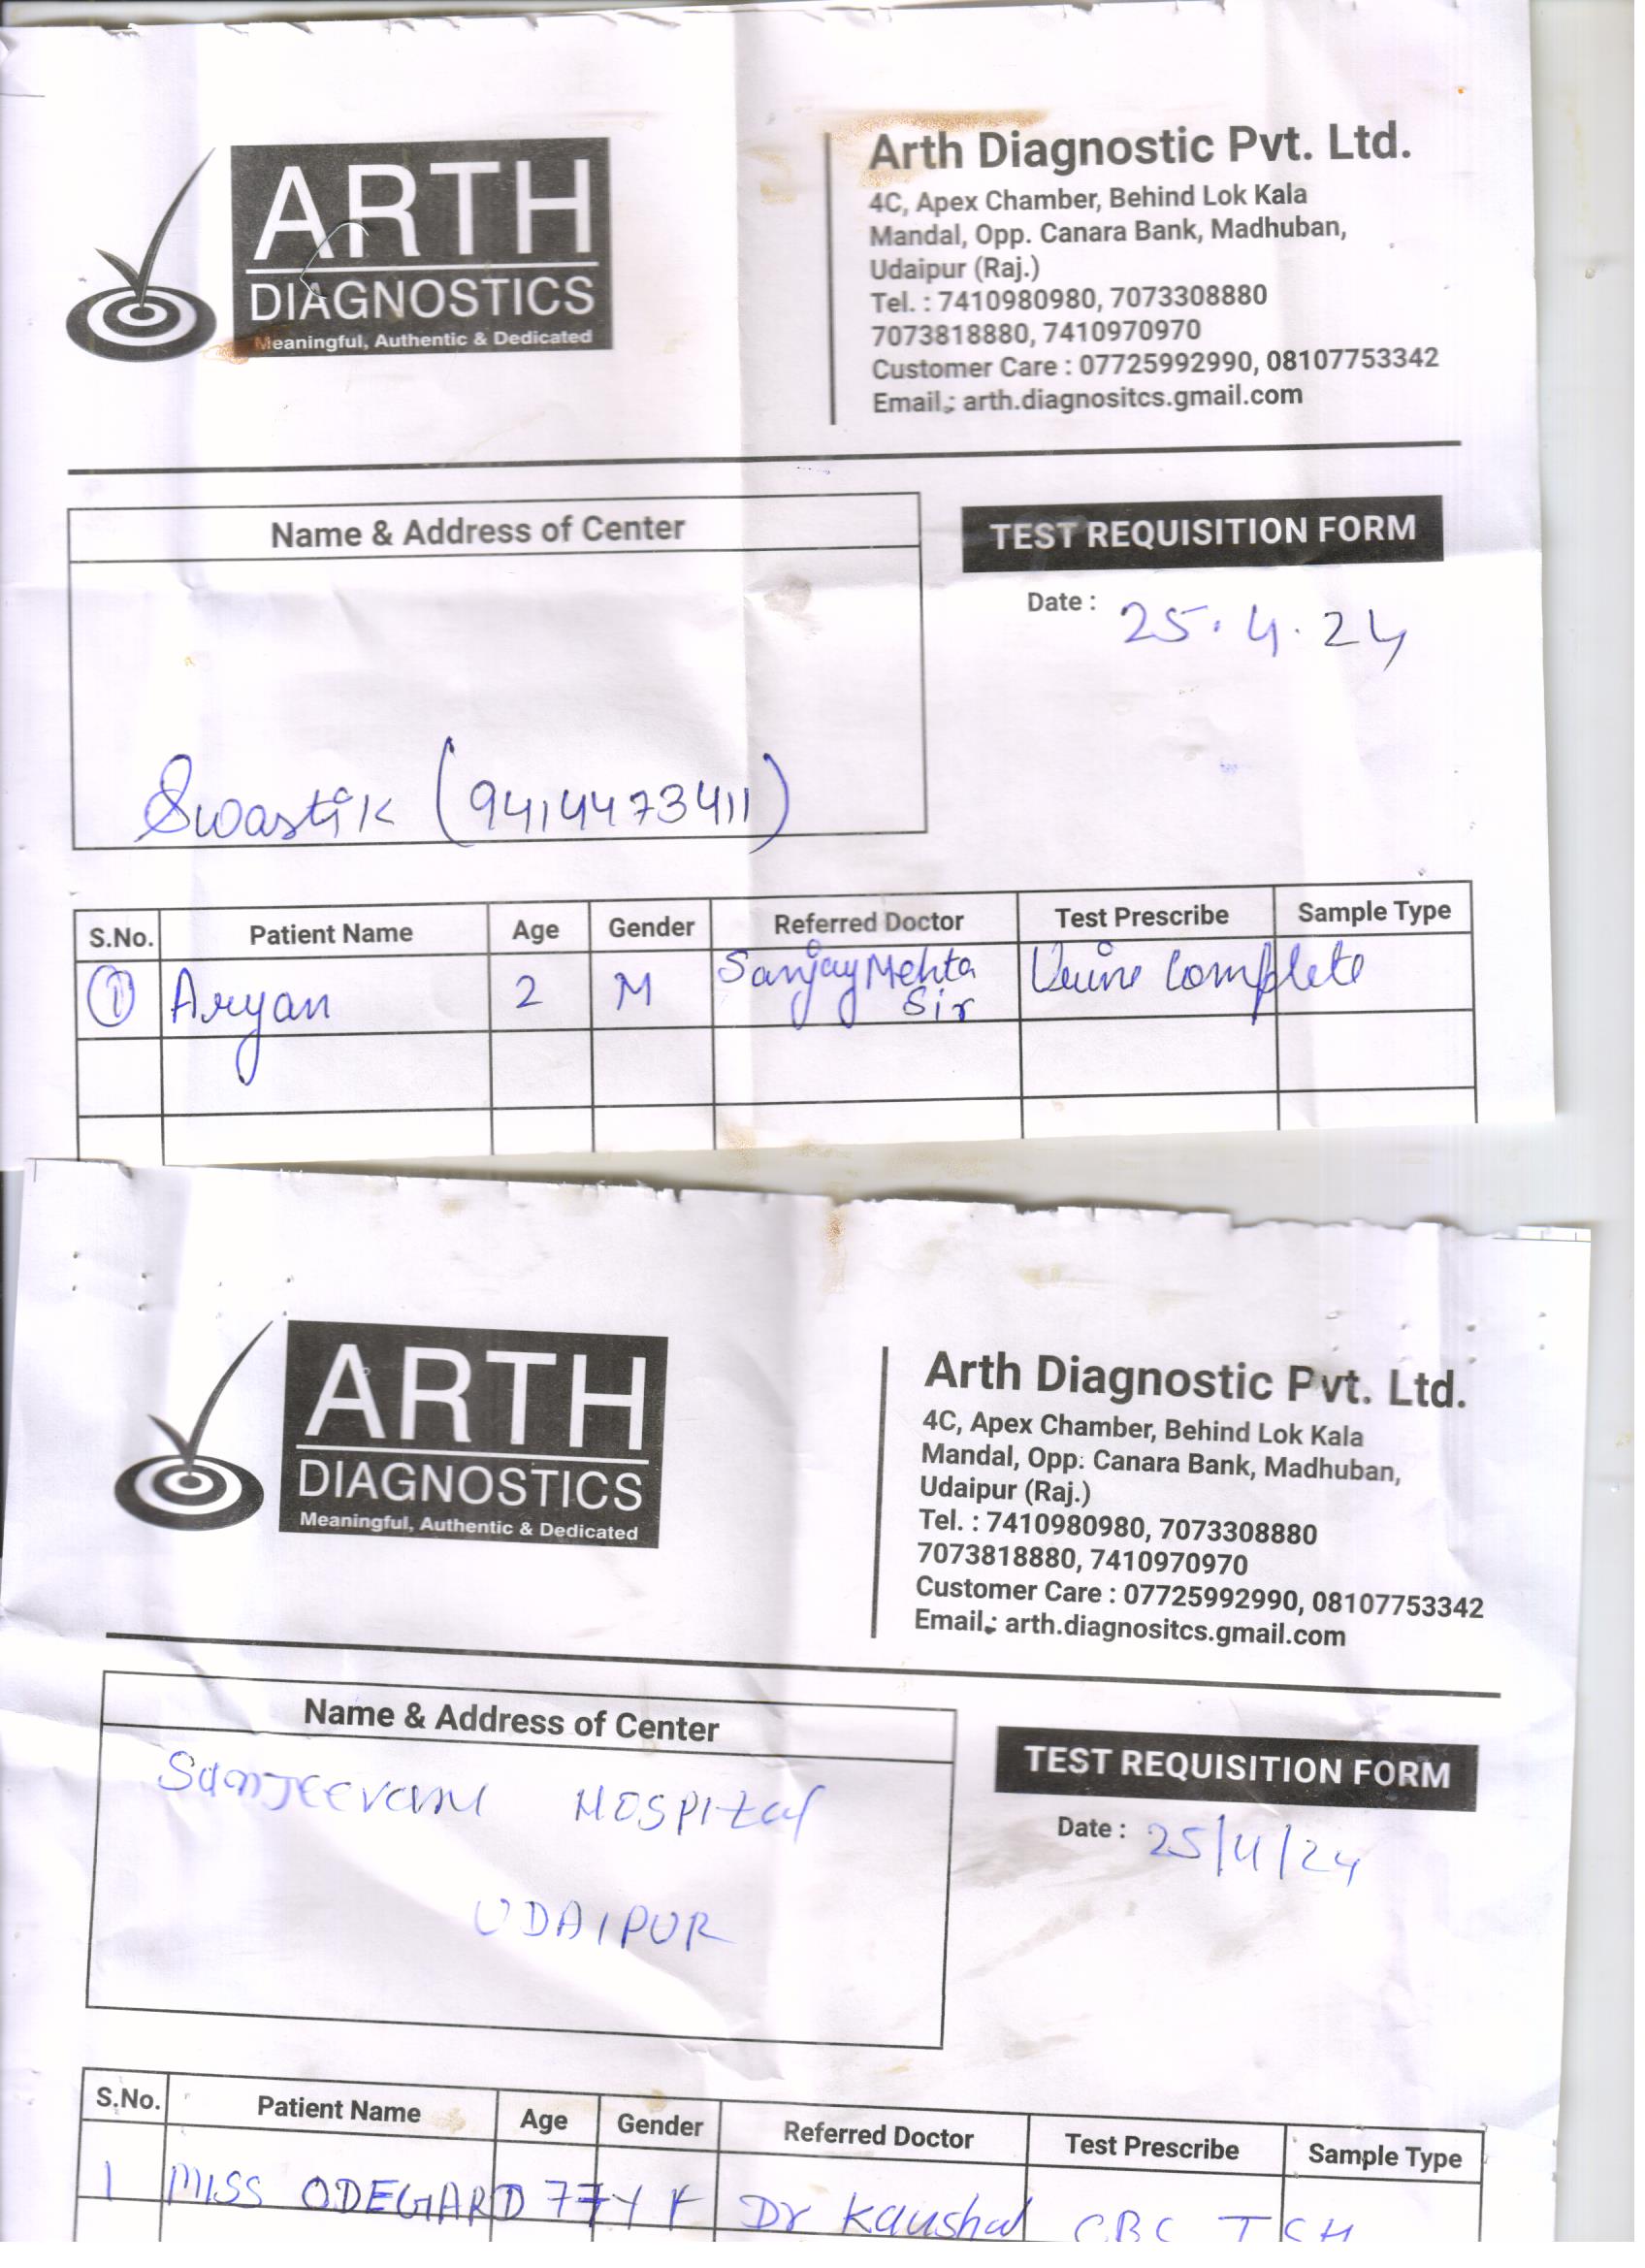 ARTH
DIAGNOSTICS
Meaningful, Authentic & Dedicated
Arth Diagnostic Pvt. Ltd.
4C, Apex Chamber, Behind Lok Kala
Mandal, Opp. Canara Bank, Madhuban,
Udaipur (Raj.)
Tel. : 7410980980, 7073308880
7073818880, 7410970970
Customer Care : 07725992990, 08107753342
Email.: arth.diagnositcs.gmail.com
Name & Address of Center
TEST REQUISITION FORM
Date : 25.4.24
Swastik (9414473411)
S.No. Patient Name Age Gender Referred Doctor Test Prescribe Sample Type
1 Aryan 2 M Sanjay Mehta Sir Urine complete
ARTH
DIAGNOSTICS
Meaningful, Authentic & Dedicated
Arth Diagnostic Pvt. Ltd.
4C, Apex Chamber, Behind Lok Kala
Mandal, Opp. Canara Bank, Madhuban,
Udaipur (Raj.)
Tel. : 7410980980, 7073308880
7073818880, 7410970970
Customer Care : 07725992990, 08107753342
Email.: arth.diagnositcs.gmail.com
Name & Address of Center
TEST REQUISITION FORM
Sanjeevani Hospital
UDAIPUR
Date : 25/4/24
S.No. Patient Name Age Gender Referred Doctor Test Prescribe Sample Type
1 MISS ODEGARD 77Y F Dr Kaushal CBC TSH